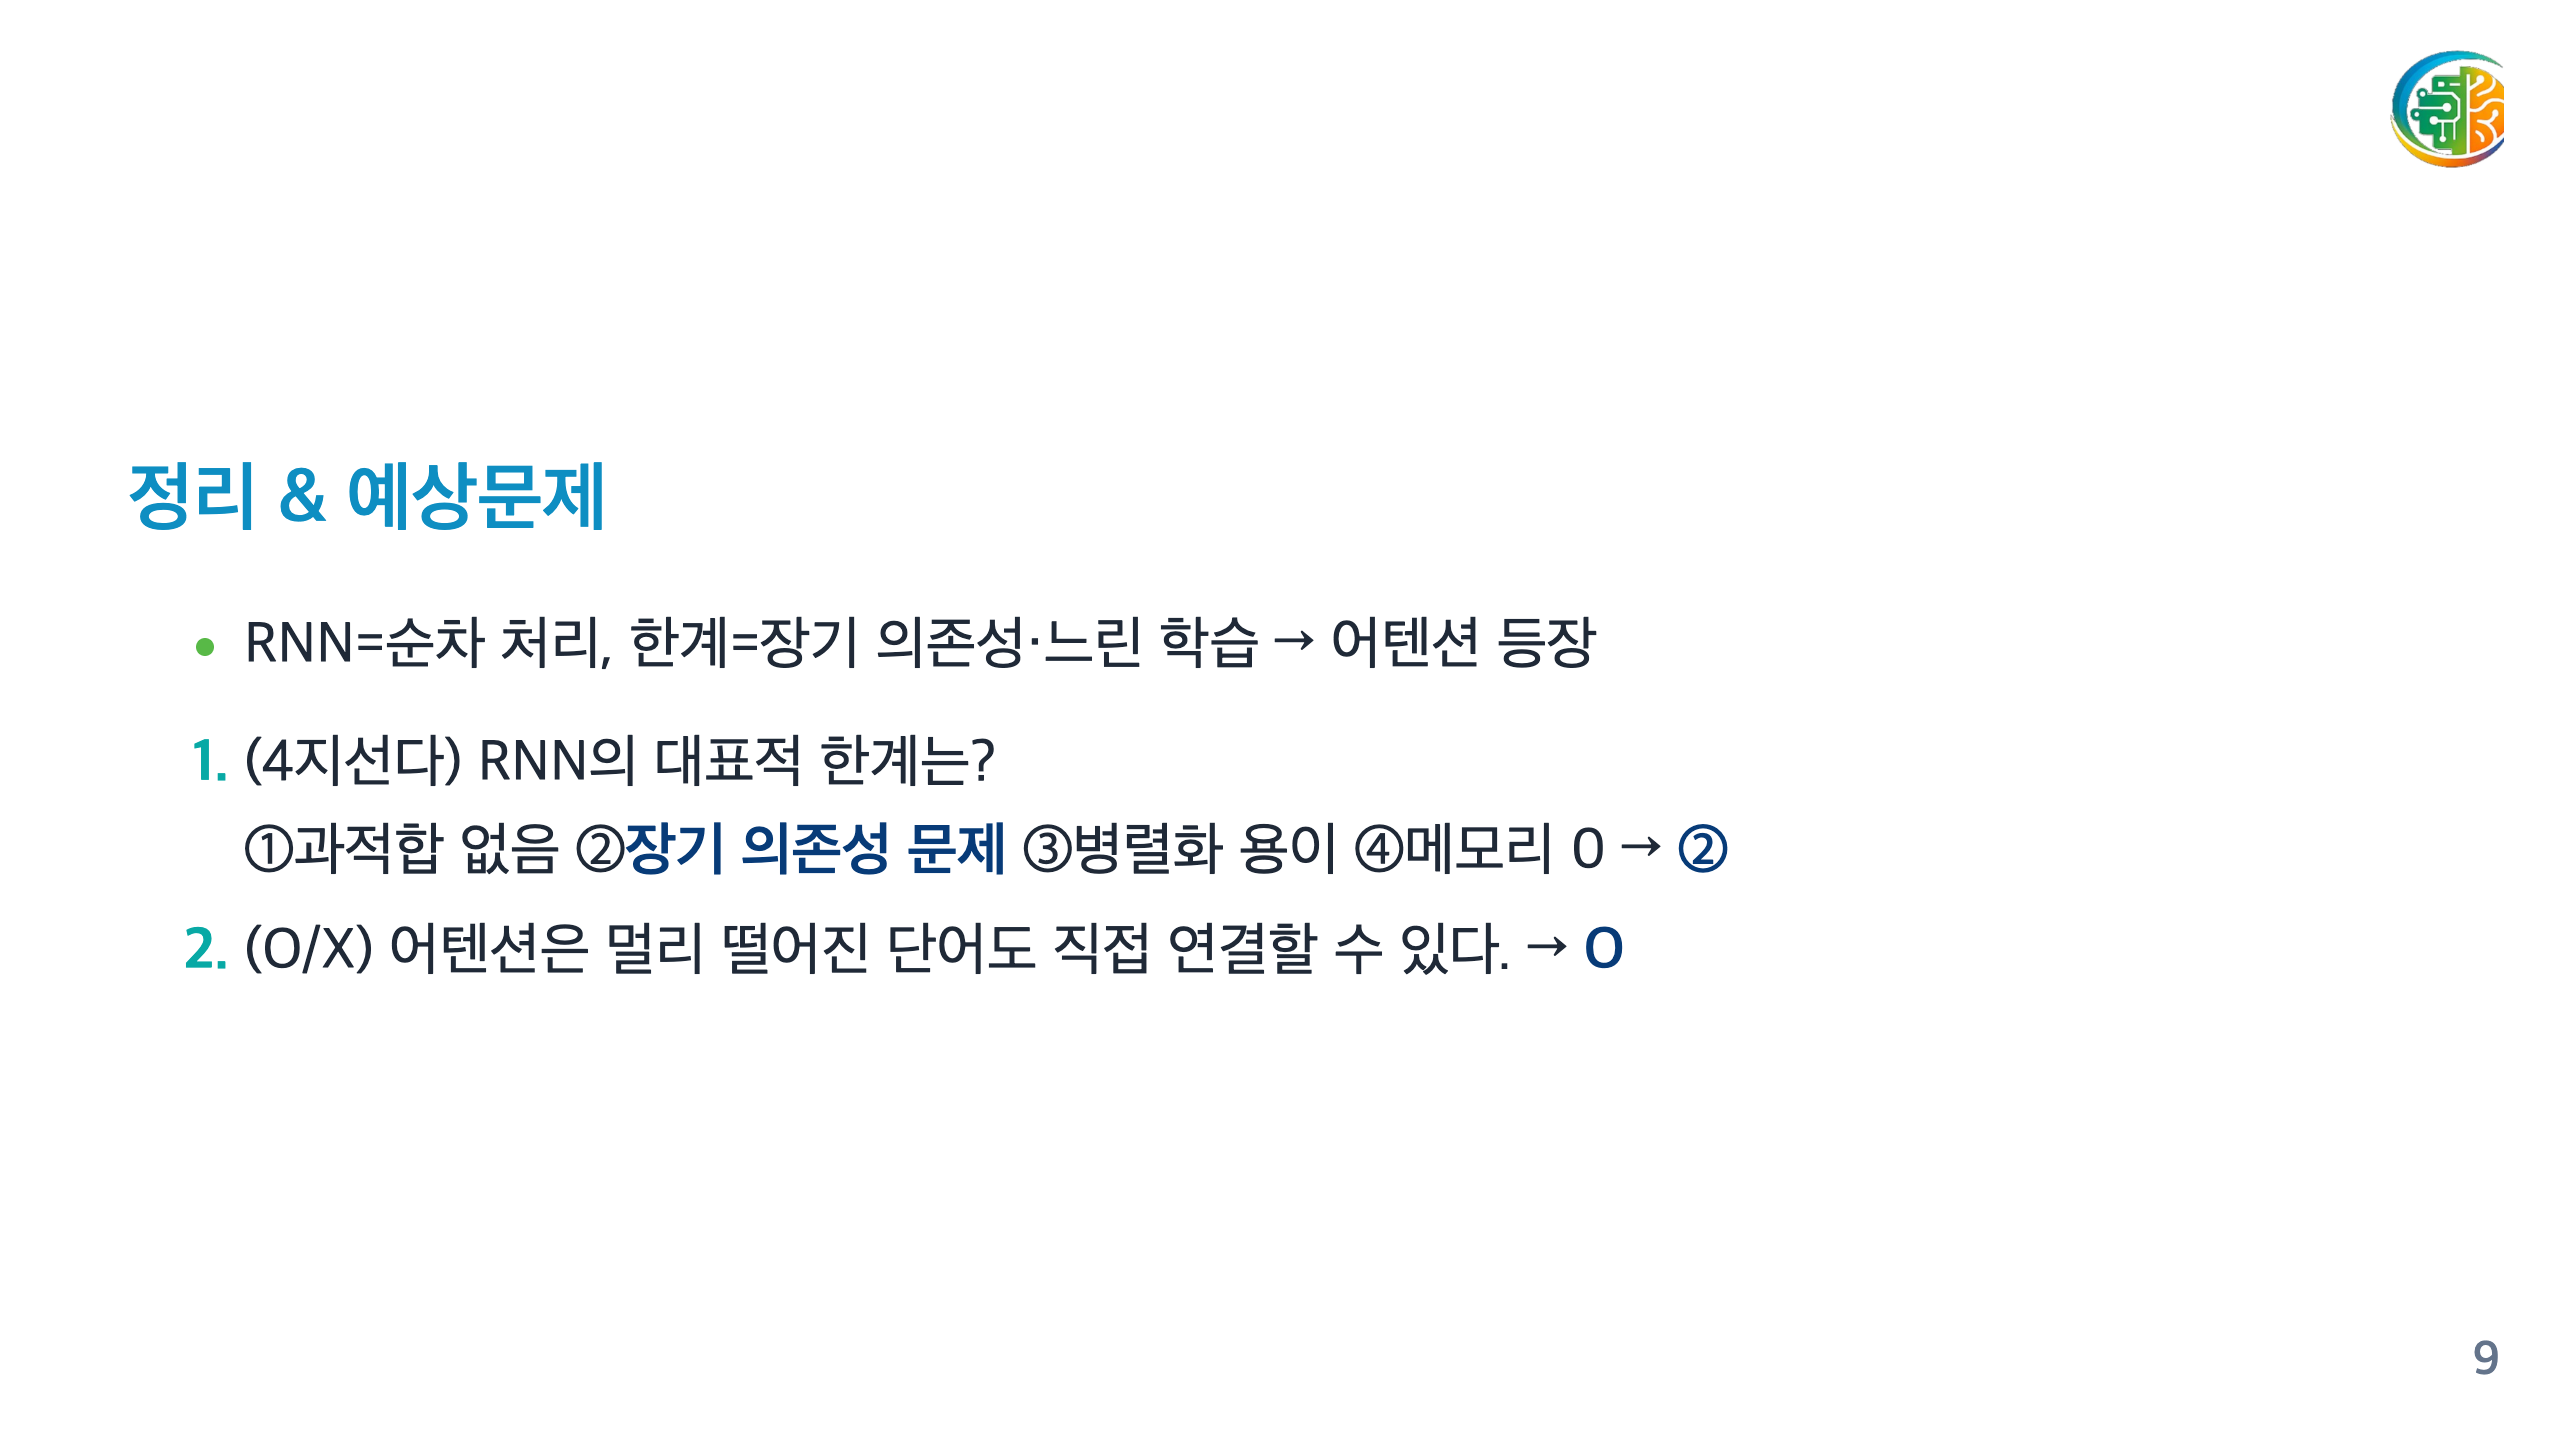 정리 & 예상문제
• RNN=순차 처리, 한계=장기 의존성·느린 학습 → 어텐션 등장
1. (4지선다) RNN의 대표적 한계는?
①과적합 없음 ②장기 의존성 문제 ③병렬화 용이 ④메모리 0 → ②
2. (O/X) 어텐션은 멀리 떨어진 단어도 직접 연결할 수 있다. → O
9